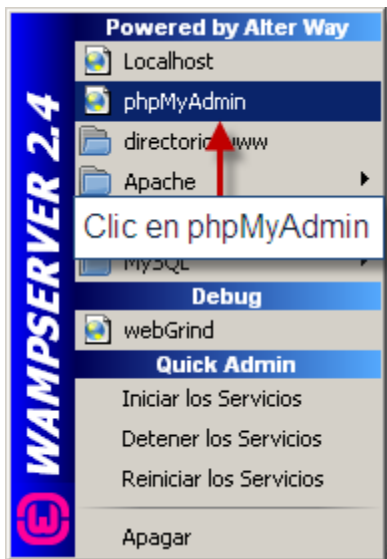 WAMPSERVER 2.4
Powered by Alter Way
Localhost
phpMyAdmin
directorio www
Apache
Clic en phpMyAdmin
MySQL
Debug
webGrind
Quick Admin
Iniciar los Servicios
Detener los Servicios
Reiniciar los Servicios
Apagar